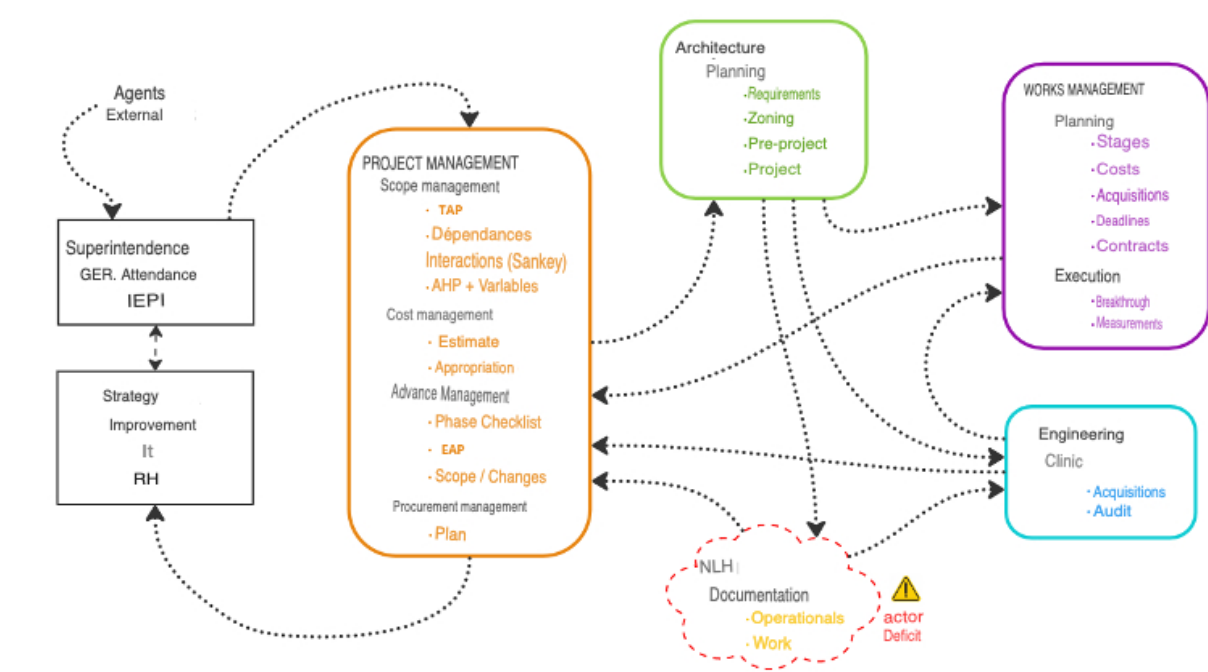 Agents
External
Superintendence
GER. Attendance
IEPI
Strategy
Improvement
It
RH
PROJECT MANAGEMENT
Scope management
· TAP
· Dépendances
Interactions (Sankey)
· AHP + Varlables
Cost management
· Estimate
· Appropriation
Advance Management
· Phase Checklist
· EAP
· Scope / Changes
Procurement management
· Plan
Architecture
Planning
· Requirements
· Zoning
· Pre-project
· Project
WORKS MANAGEMENT
Planning
· Stages
· Costs
· Acquisitions
· Deadlines
· Contracts
Execution
· Breakthrough
· Measurements
Engineering
Clinic
· Acquisitions
· Audit
NLH
Documentation
· Operationals
· Work
actor
Deficit